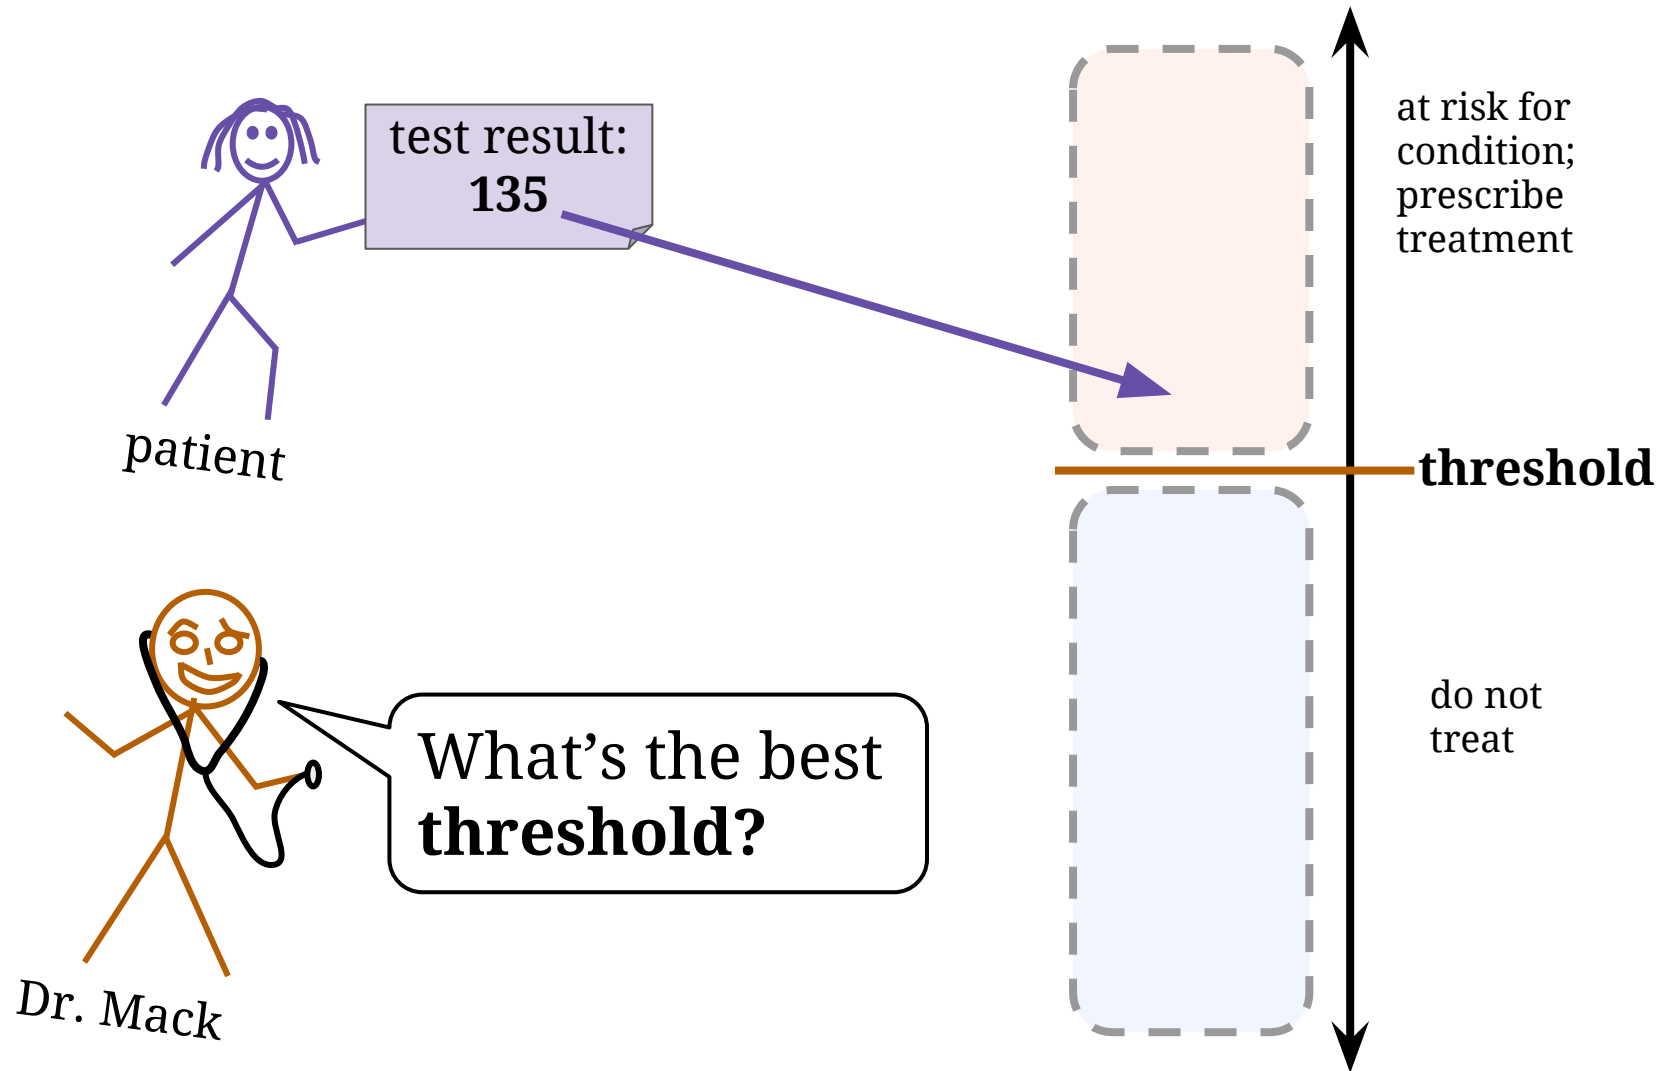 test result:
135
patient
at risk for
condition;
prescribe
treatment
threshold
do not
treat
What’s the best
threshold?
Dr. Mack